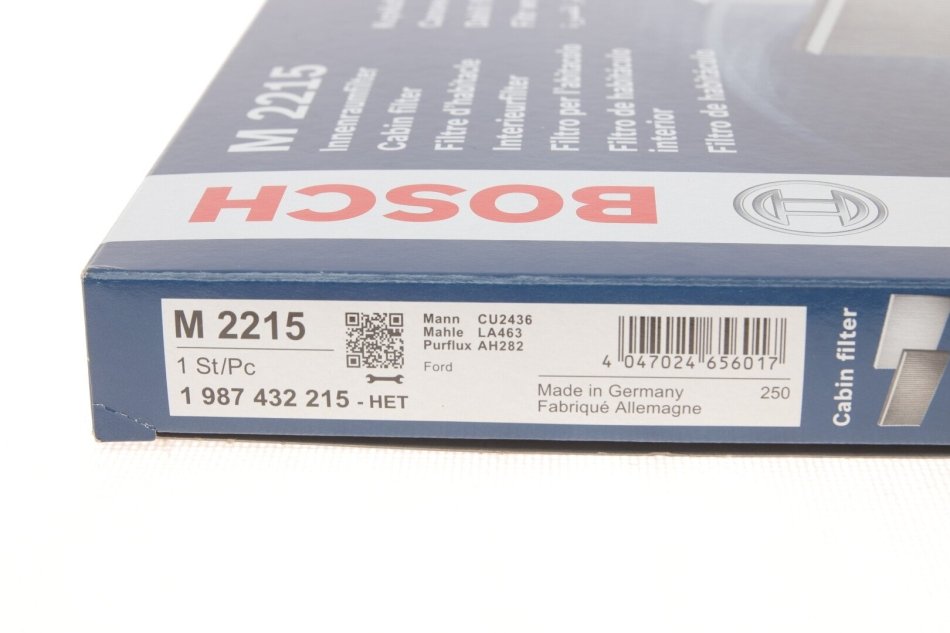 M 2215
Innenraumfilter
Cabin filter
Filtre d'habitacle
Interieurfilter
Filtro per l'abitacolo
Filtro de habitáculo
interior
Filtro de habitáculo
BOSCH
M 2215
1 St/Pc
1 987 432 215 - HET
Mann CU2436
Mahle LA463
Purflux AH282
Ford
4 047024 656017
Made in Germany 250
Fabriqué Allemagne
Cabin filter